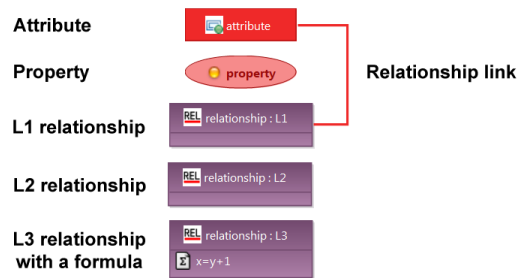 Attribute
attribute
Property
property
Relationship link
L1 relationship
REL relationship : L1
L2 relationship
REL relationship : L2
L3 relationship
with a formula
REL relationship : L3
Σ x=y+1